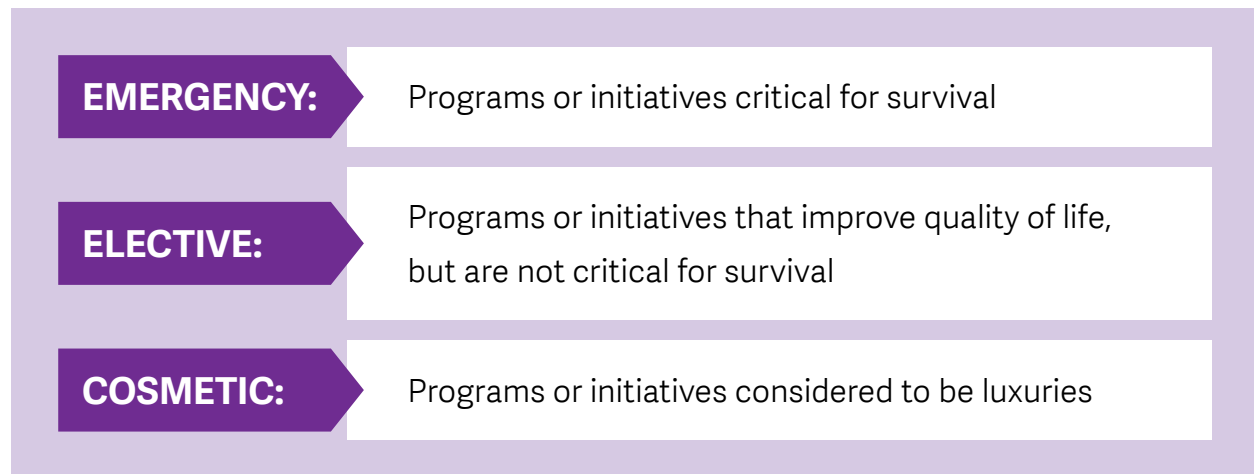 EMERGENCY:
Programs or initiatives critical for survival
ELECTIVE:
Programs or initiatives that improve quality of life,
but are not critical for survival
COSMETIC:
Programs or initiatives considered to be luxuries